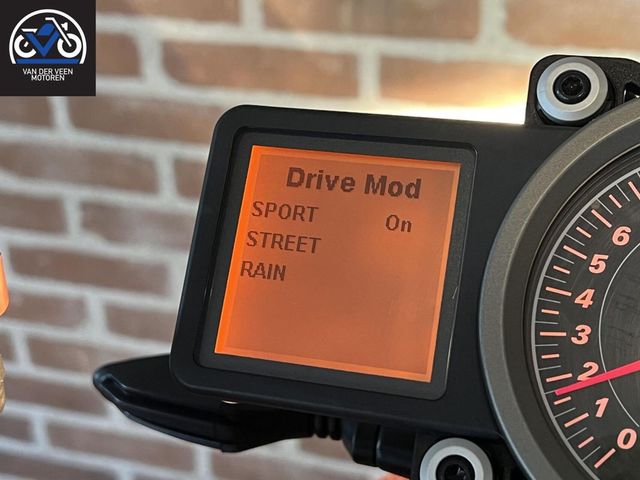 VAN DER VEEN
MOTOREN
Drive Mod
SPORT On
STREET
RAIN
6
5
4
3
2
1
0